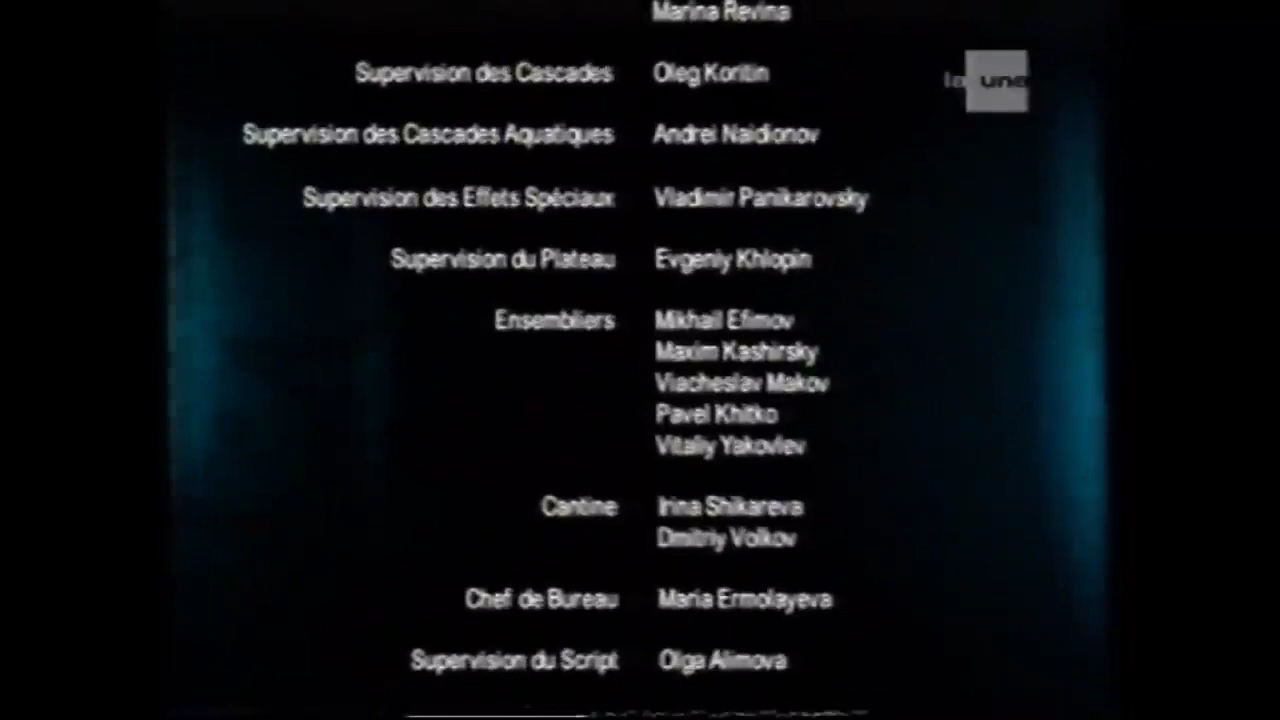 Marina Revina
Supervision des Cascades Oleg Koritin
la une
Supervision des Cascades Aquatiques Andrei Naidionov
Supervision des Effets Spéciaux Vladimir Panikarovsky
Supervision du Plateau Evgeniy Khlopin
Ensembliers Mikhail Efimov
Maxim Kashirsky
Viacheslav Makov
Pavel Khitko
Vitaliy Yakovlev
Cantine Irina Shikareva
Dmitriy Volkov
Chef de Bureau Maria Ermolayeva
Supervision du Script Olga Alimova